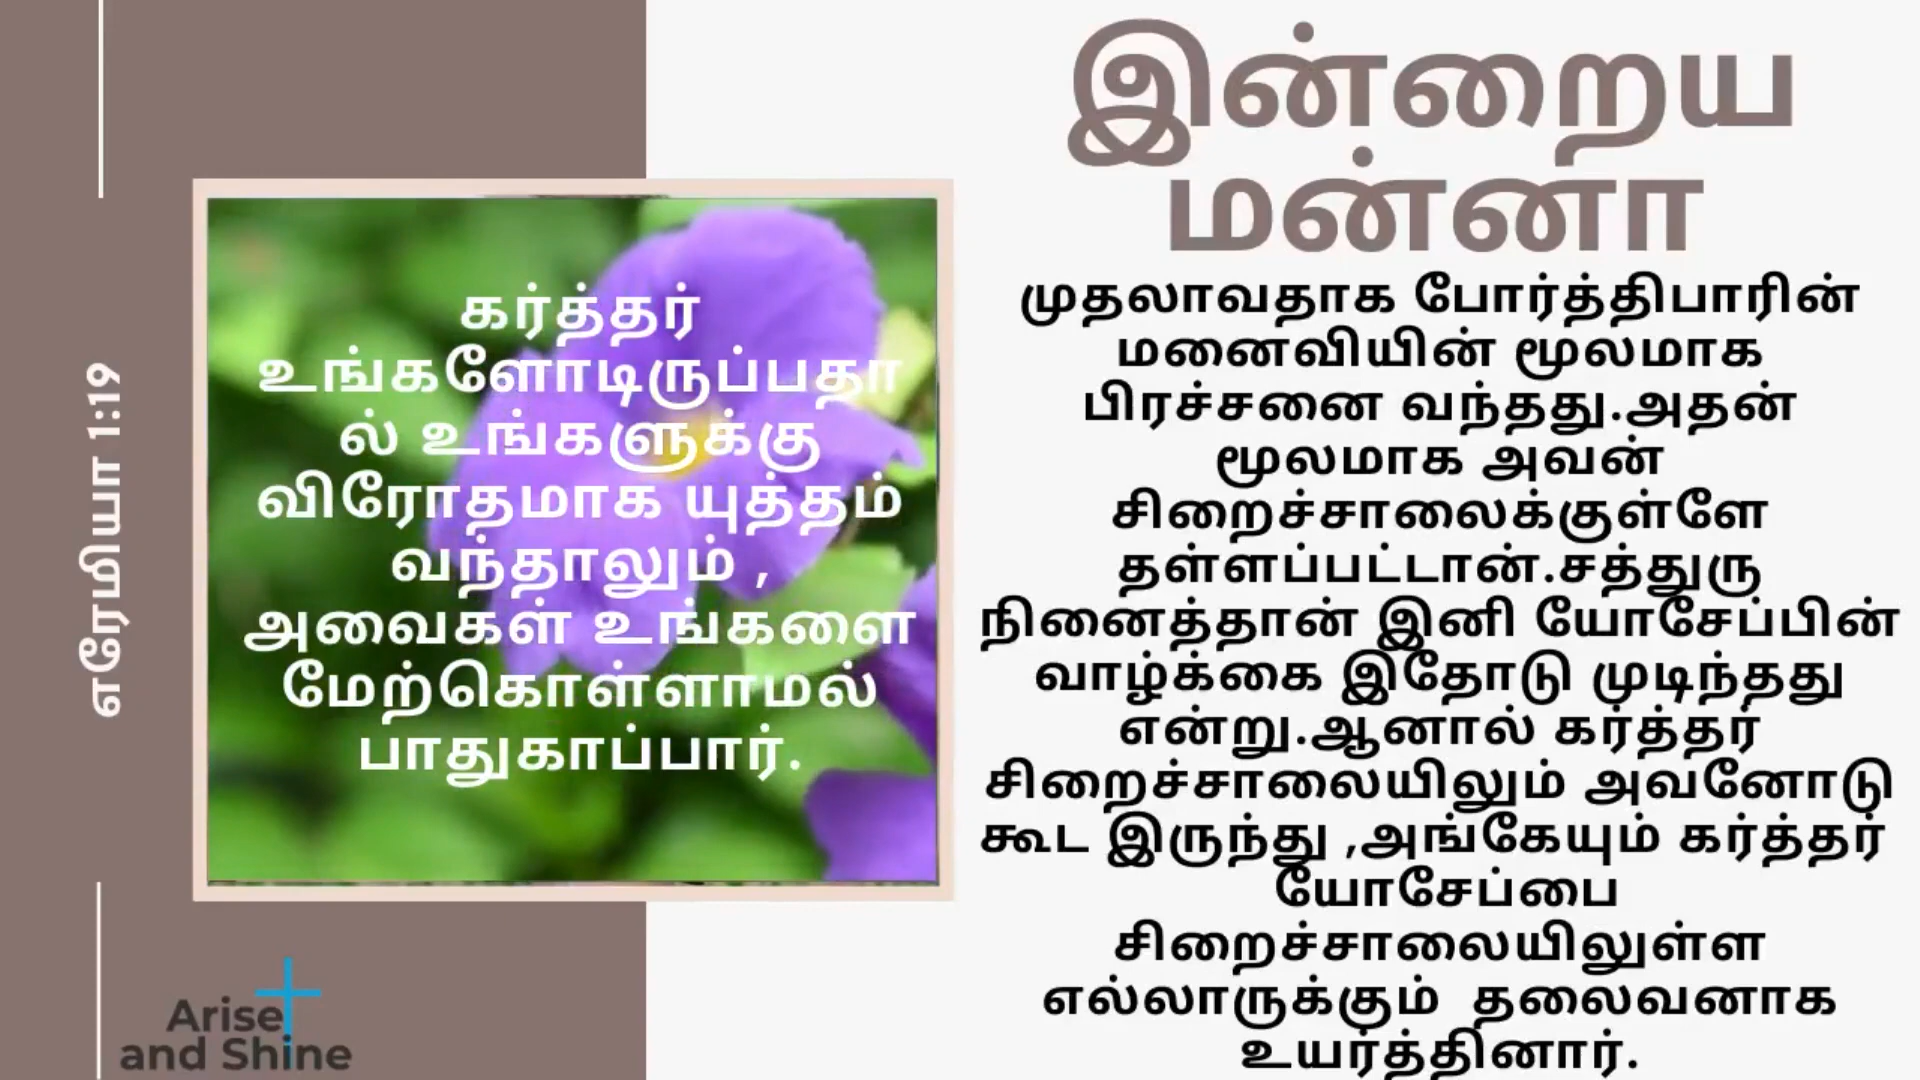 எரேமியா 1:19
கர்த்தர்
உங்களோடிருப்பதா
ல் உங்களுக்கு
விரோதமாக யுத்தம்
வந்தாலும் ,
அவைகள் உங்களை
மேற்கொள்ளாமல்
பாதுகாப்பார்.
Arise
and Shine
இன்றைய
மன்னா
முதலாவதாக போர்த்திபாரின்
மனைவியின் மூலமாக
பிரச்சனை வந்தது.அதன்
மூலமாக அவன்
சிறைச்சாலைக்குள்ளே
தள்ளப்பட்டான்.சத்துரு
நினைத்தான் இனி யோசேப்பின்
வாழ்க்கை இதோடு முடிந்தது
என்று.ஆனால் கர்த்தர்
சிறைச்சாலையிலும் அவனோடு
கூட இருந்து ,அங்கேயும் கர்த்தர்
யோசேப்பை
சிறைச்சாலையிலுள்ள
எல்லாருக்கும் தலைவனாக
உயர்த்தினார்.